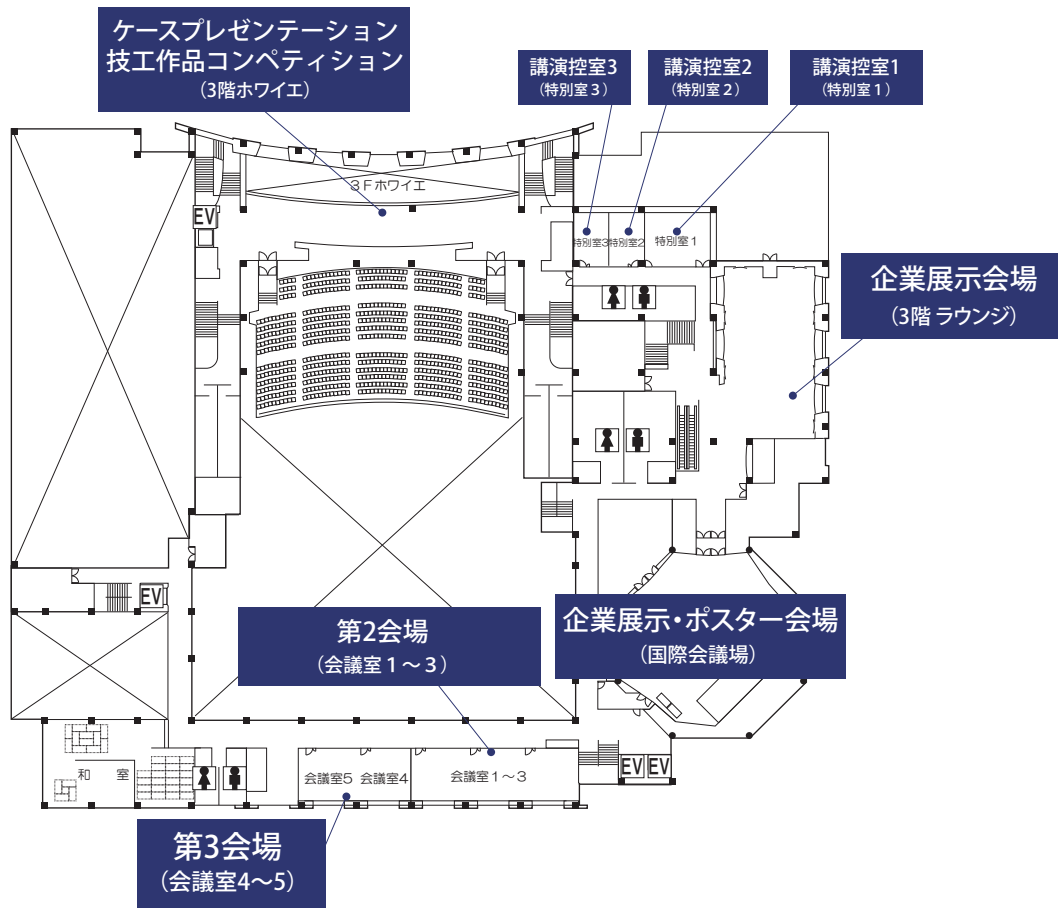 ケースプレゼンテーション
技工作品コンペティション
（3階ホワイエ）
講演控室3
（特別室３）
講演控室2
（特別室２）
講演控室1
（特別室１）
３Ｆホワイエ
EV
特別室3
特別室2
特別室１
企業展示会場
（3階 ラウンジ）
EV
第2会場
（会議室１～３）
企業展示・ポスター会場
（国際会議場）
和 室
会議室5 会議室4
会議室１～３
EV EV
第3会場
（会議室4～5）